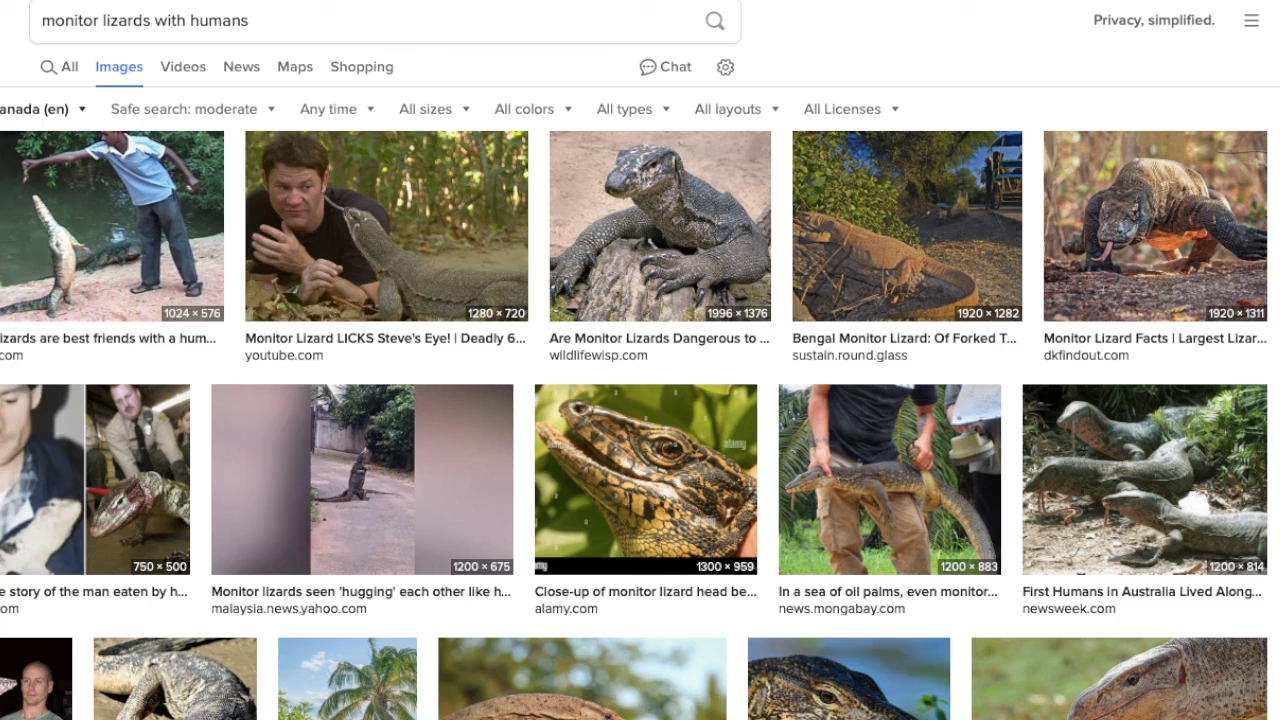 monitor lizards with humans
Privacy, simplified.
All Images Videos News Maps Shopping Chat
anada (en) Safe search: moderate Any time All sizes All colors All types All layouts All Licenses
1024 × 576 1280 × 720 1996 × 1376 1920 × 1282 1920 × 1311
izards are best friends with a hum... Monitor Lizard LICKS Steve's Eye! | Deadly 6... Are Monitor Lizards Dangerous to ... Bengal Monitor Lizard: Of Forked T... Monitor Lizard Facts | Largest Lizar...
com youtube.com wildlifewisp.com sustain.round.glass dkfindout.com
alamy
750 × 500 1200 × 675 alamy 1300 × 959 1200 × 883 1200 × 814
e story of the man eaten by h... Monitor lizards seen 'hugging' each other like h... Close-up of monitor lizard head be... In a sea of oil palms, even monitor... First Humans in Australia Lived Along...
om malaysia.news.yahoo.com alamy.com news.mongabay.com newsweek.com